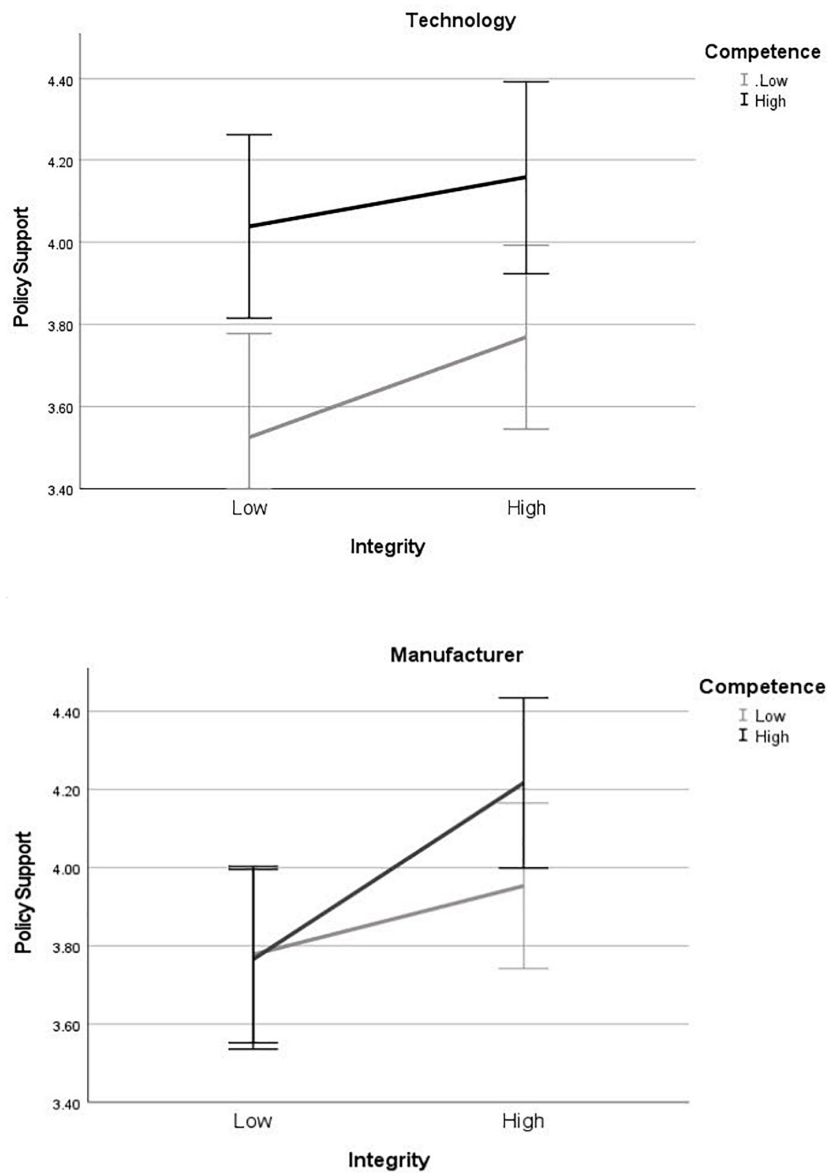 Technology
Competence
.Low
High
4.40
4.20
4.00
3.80
3.60
3.40
Policy Support
Low
High
Integrity
Manufacturer
Competence
Low
High
4.40
4.20
4.00
3.80
3.60
3.40
Policy Support
Low
High
Integrity